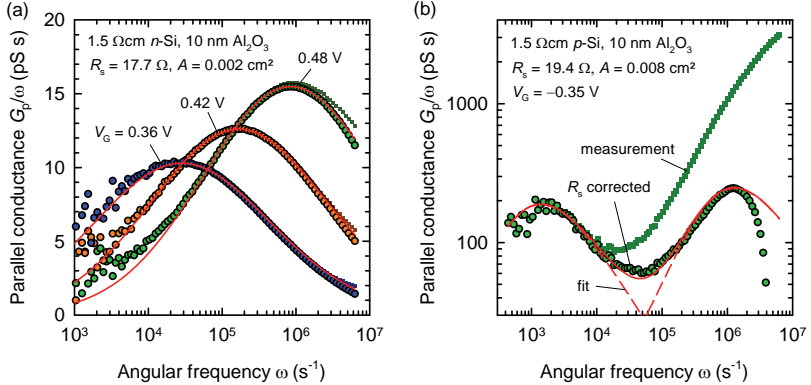 (a)
20
15
10
5
0
Parallel conductance Gp/ω (pS s)
1.5 Ωcm n-Si, 10 nm Al₂O₃
Rs = 17.7 Ω, A = 0.002 cm²
0.48 V
0.42 V
VG = 0.36 V
10³ 10⁴ 10⁵ 10⁶ 10⁷
Angular frequency ω (s⁻¹)
(b)
1000
100
Parallel conductance Gp/ω (pS s)
1.5 Ωcm p-Si, 10 nm Al₂O₃
Rs = 19.4 Ω, A = 0.008 cm²
VG = −0.35 V
measurement
Rs corrected
fit
10³ 10⁴ 10⁵ 10⁶ 10⁷
Angular frequency ω (s⁻¹)